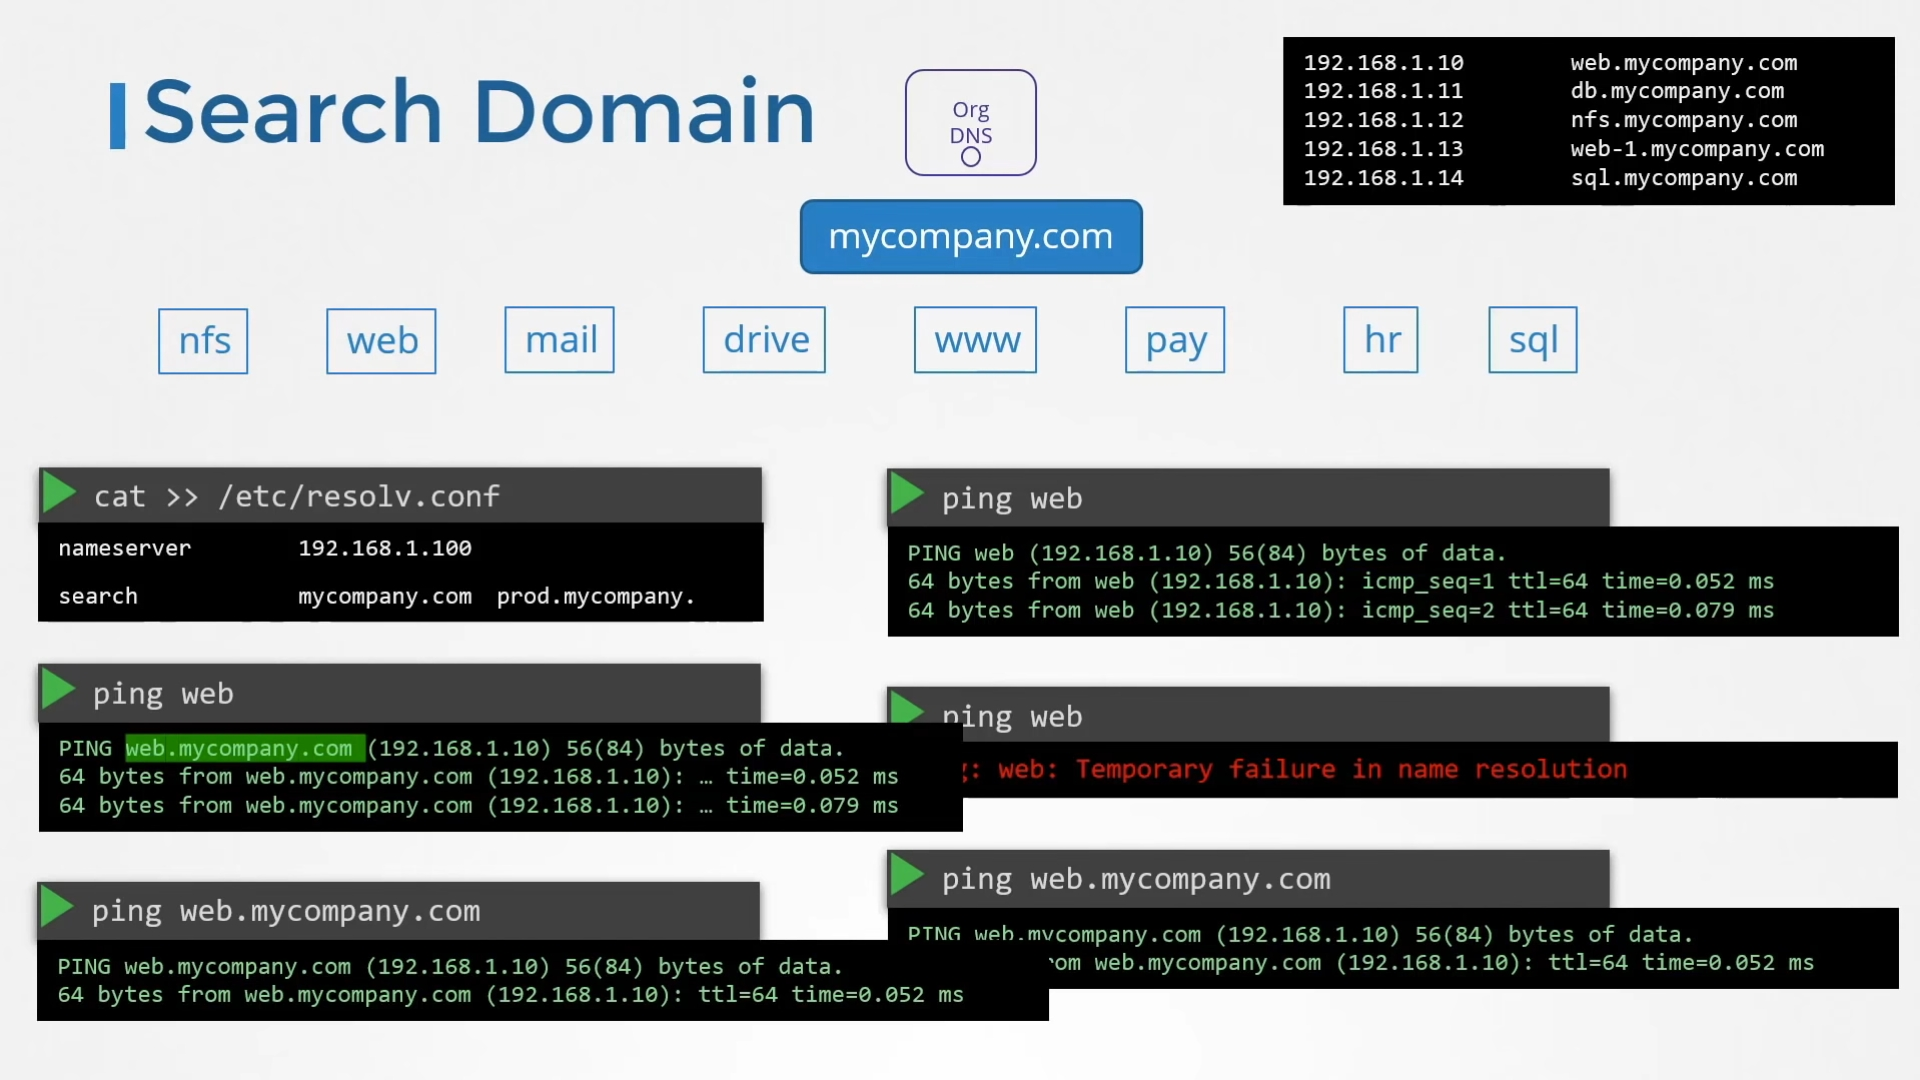 Search Domain
Org
DNS
192.168.1.10 web.mycompany.com
192.168.1.11 db.mycompany.com
192.168.1.12 nfs.mycompany.com
192.168.1.13 web-1.mycompany.com
192.168.1.14 sql.mycompany.com
mycompany.com
nfs web mail drive www pay hr sql
cat >> /etc/resolv.conf
nameserver 192.168.1.100
search mycompany.com prod.mycompany.
ping web
PING web.mycompany.com (192.168.1.10) 56(84) bytes of data.
64 bytes from web.mycompany.com (192.168.1.10): … time=0.052 ms
64 bytes from web.mycompany.com (192.168.1.10): … time=0.079 ms
ping web.mycompany.com
PING web.mycompany.com (192.168.1.10) 56(84) bytes of data.
64 bytes from web.mycompany.com (192.168.1.10): ttl=64 time=0.052 ms
ping web
PING web (192.168.1.10) 56(84) bytes of data.
64 bytes from web (192.168.1.10): icmp_seq=1 ttl=64 time=0.052 ms
64 bytes from web (192.168.1.10): icmp_seq=2 ttl=64 time=0.079 ms
ping web
: web: Temporary failure in name resolution
ping web.mycompany.com
PING web.mycompany.com (192.168.1.10) 56(84) bytes of data.
web.mycompany.com (192.168.1.10): ttl=64 time=0.052 ms